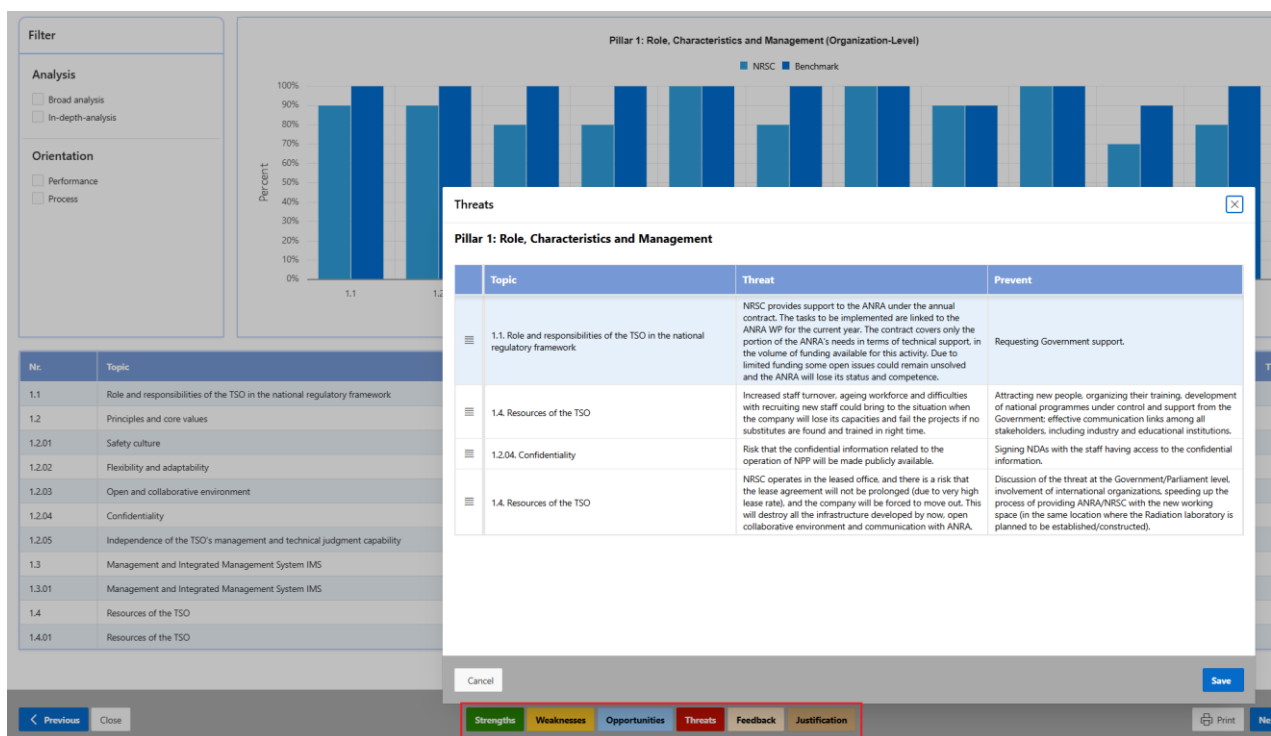 Filter
Analysis
Broad analysis
In-depth-analysis
Orientation
Performance
Process
Pillar 1: Role, Characteristics and Management (Organization-Level)
NRSC Benchmark
Percent
100%
90%
80%
70%
60%
50%
40%
30%
20%
10%
0%
1.1
Threats
Pillar 1: Role, Characteristics and Management
Topic Threat Prevent
1.1. Role and responsibilities of the TSO in the national
regulatory framework
NRSC provides support to the ANRA under the annual
contract. The tasks to be implemented are linked to the
ANRA WP for the current year. The contract covers only the
portion of the ANRA's needs in terms of technical support, in
the volume of funding available for this activity. Due to
limited funding some open issues could remain unsolved
and the ANRA will lose its status and competence.
Requesting Government support.
1.4. Resources of the TSO
Increased staff turnover, ageing workforce and difficulties
with recruiting new staff could bring to the situation when
the company will lose its capacities and fail the projects if no
substitutes are found and trained in right time.
Attracting new people, organizing their training, development
of national programmes under control and support from the
Government; effective communication links among all
stakeholders, including industry and educational institutions.
1.2.04. Confidentiality
Risk that the confidential information related to the
operation of NPP will be made publicly available.
Signing NDAs with the staff having access to the confidential
information.
1.4. Resources of the TSO
NRSC operates in the leased office, and there is a risk that
the lease agreement will not be prolonged (due to very high
lease rate), and the company will be forced to move out. This
will destroy all the infrastructure developed by now, open
collaborative environment and communication with ANRA.
Discussion of the threat at the Government/Parliament level,
involvement of international organizations, speeding up the
process of providing ANRA/NRSC with the new working
space (in the same location where the Radiation laboratory is
planned to be established/constructed).
Cancel Save
Nr. Topic
1.1 Role and responsibilities of the TSO in the national regulatory framework
1.2 Principles and core values
1.2.01 Safety culture
1.2.02 Flexibility and adaptability
1.2.03 Open and collaborative environment
1.2.04 Confidentiality
1.2.05 Independence of the TSO's management and technical judgment capability
1.3 Management and Integrated Management System IMS
1.3.01 Management and Integrated Management System IMS
1.4 Resources of the TSO
1.4.01 Resources of the TSO
Previous Close Strengths Weaknesses Opportunities Threats Feedback Justification Print